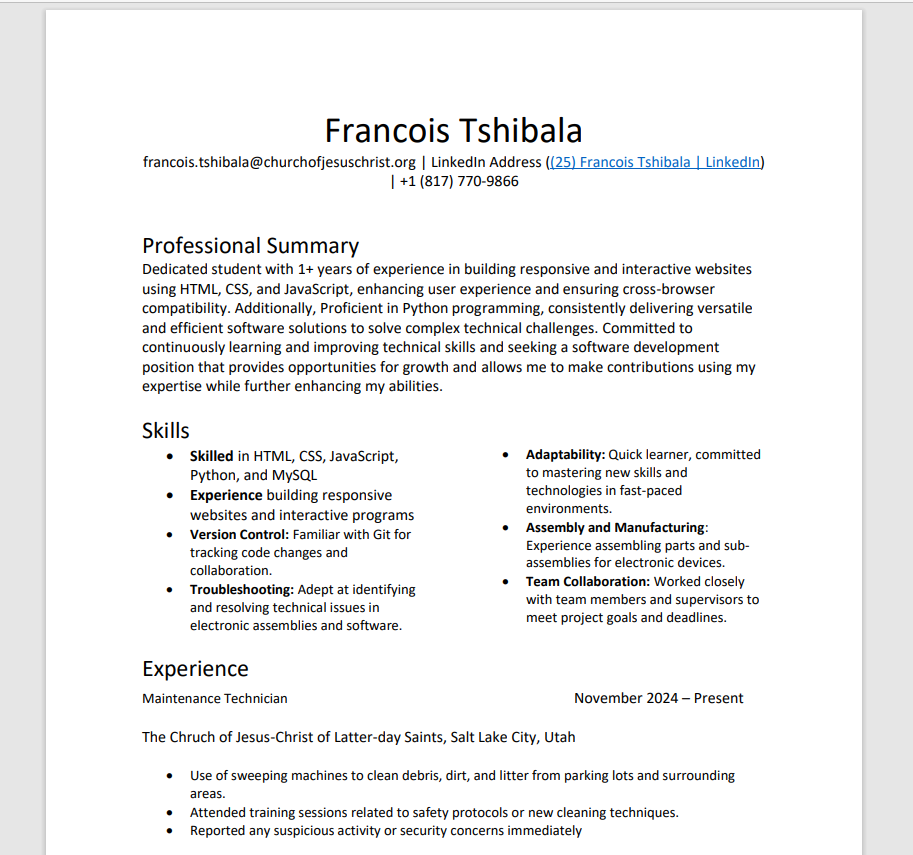 Francois Tshibala
francois.tshibala@churchofjesuschrist.org | LinkedIn Address ((25) Francois Tshibala | LinkedIn)
| +1 (817) 770-9866
Professional Summary
Dedicated student with 1+ years of experience in building responsive and interactive websites
using HTML, CSS, and JavaScript, enhancing user experience and ensuring cross-browser
compatibility. Additionally, Proficient in Python programming, consistently delivering versatile
and efficient software solutions to solve complex technical challenges. Committed to
continuously learning and improving technical skills and seeking a software development
position that provides opportunities for growth and allows me to make contributions using my
expertise while further enhancing my abilities.
Skills
• Skilled in HTML, CSS, JavaScript,
Python, and MySQL
• Experience building responsive
websites and interactive programs
• Version Control: Familiar with Git for
tracking code changes and
collaboration.
• Troubleshooting: Adept at identifying
and resolving technical issues in
electronic assemblies and software.
• Adaptability: Quick learner, committed
to mastering new skills and
technologies in fast-paced
environments.
• Assembly and Manufacturing:
Experience assembling parts and sub-
assemblies for electronic devices.
• Team Collaboration: Worked closely
with team members and supervisors to
meet project goals and deadlines.
Experience
Maintenance Technician November 2024 – Present
The Chruch of Jesus-Christ of Latter-day Saints, Salt Lake City, Utah
• Use of sweeping machines to clean debris, dirt, and litter from parking lots and surrounding
areas.
• Attended training sessions related to safety protocols or new cleaning techniques.
• Reported any suspicious activity or security concerns immediately